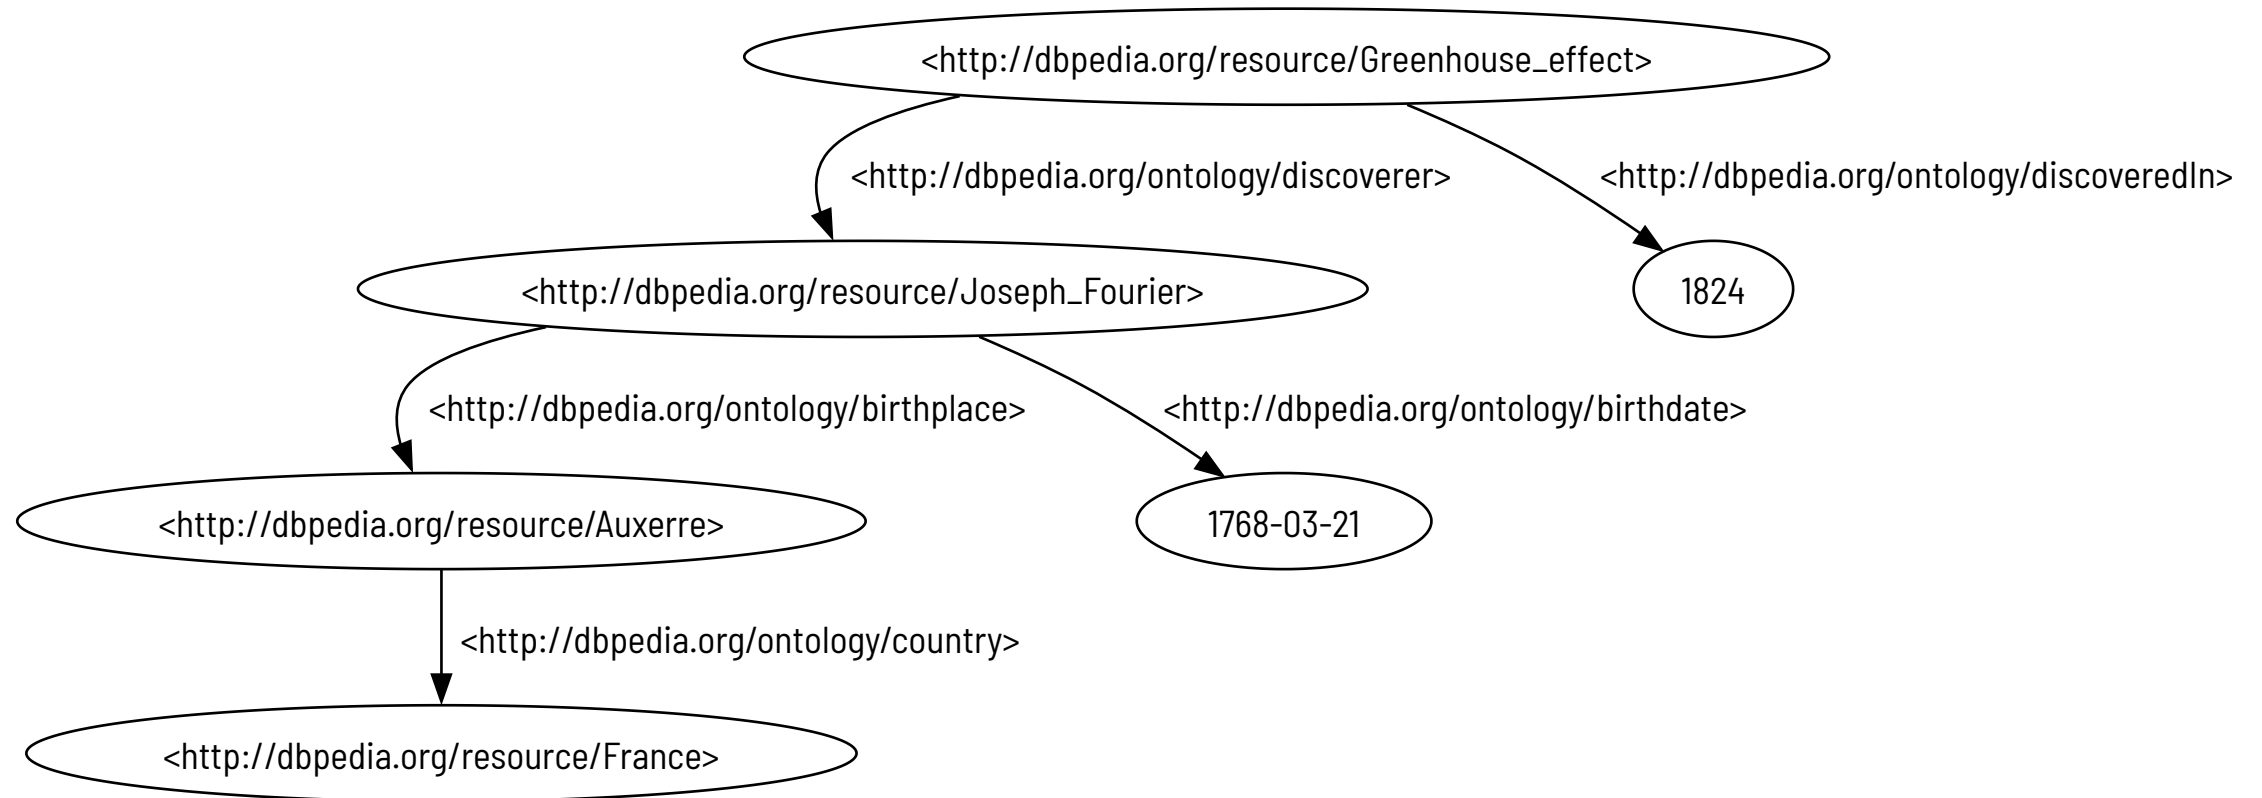 <http://dbpedia.org/resource/Greenhouse_effect>
<http://dbpedia.org/ontology/discoverer>
<http://dbpedia.org/ontology/discoveredIn>
<http://dbpedia.org/resource/Joseph_Fourier>
1824
<http://dbpedia.org/ontology/birthplace>
<http://dbpedia.org/ontology/birthdate>
<http://dbpedia.org/resource/Auxerre>
1768-03-21
<http://dbpedia.org/ontology/country>
<http://dbpedia.org/resource/France>